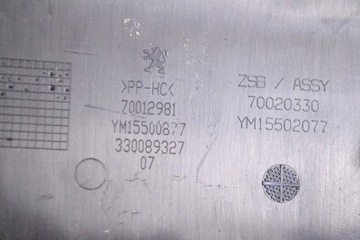 >PP-HC<
70012981
YM15500877
330089327
07
ZSB / ASSY
70020330
YM15502077